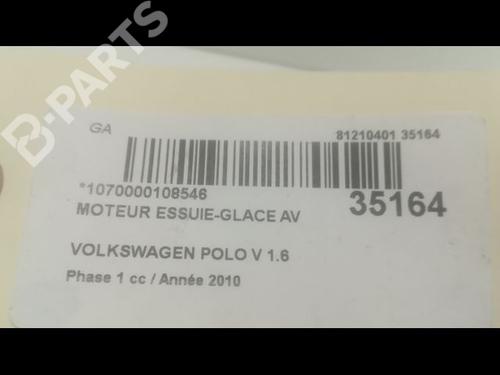 B-PARTS
GA
81210401 35164
*1070000108546
35164
MOTEUR ESSUIE-GLACE AV
VOLKSWAGEN POLO V 1.6
Phase 1 cc / Année 2010